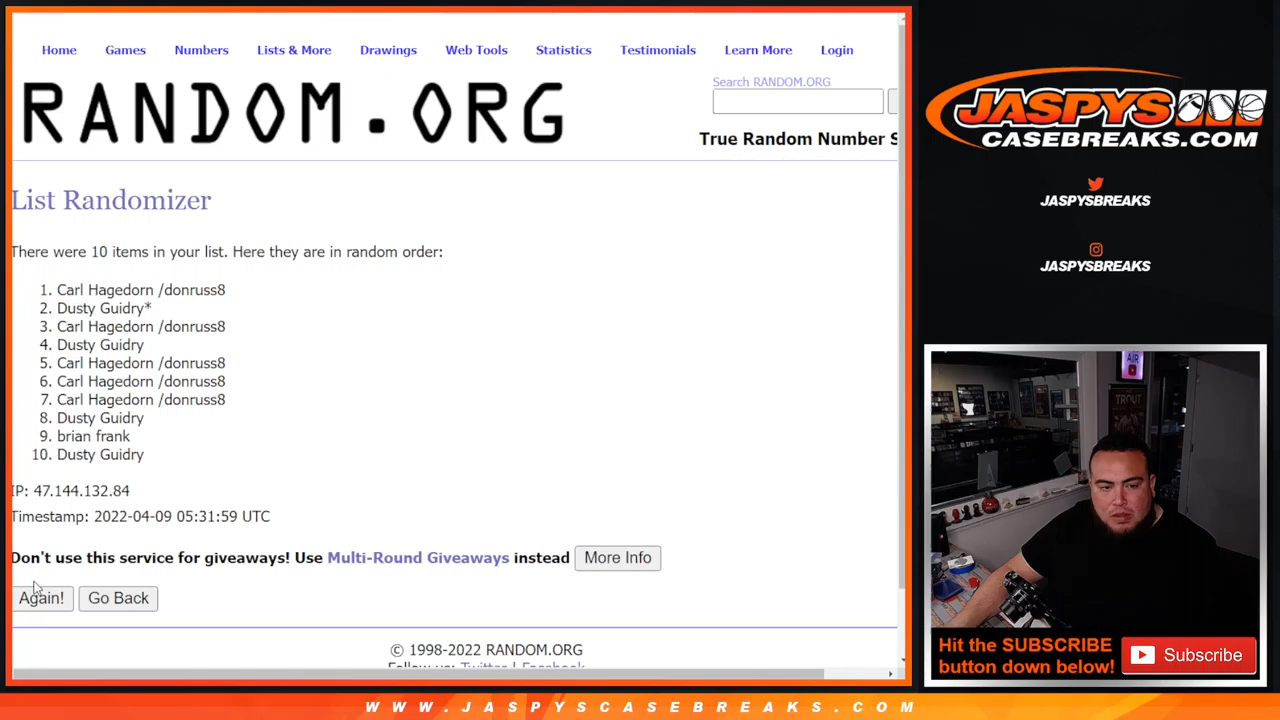 Home Games Numbers Lists & More Drawings Web Tools Statistics Testimonials Learn More Login
RANDOM.ORG
Search RANDOM.ORG
True Random Number S
List Randomizer
There were 10 items in your list. Here they are in random order:
1. Carl Hagedorn /donruss8
2. Dusty Guidry*
3. Carl Hagedorn /donruss8
4. Dusty Guidry
5. Carl Hagedorn /donruss8
6. Carl Hagedorn /donruss8
7. Carl Hagedorn /donruss8
8. Dusty Guidry
9. brian frank
10. Dusty Guidry
IP: 47.144.132.84
Timestamp: 2022-04-09 05:31:59 UTC
Don't use this service for giveaways! Use Multi-Round Giveaways instead More Info
Again! Go Back
© 1998-2022 RANDOM.ORG
Follow us: Twitter | Facebook
JASPYS
CASEBREAKS.COM
JASPYSBREAKS
JASPYSBREAKS
AIR
TROUT
Hit the SUBSCRIBE
button down below!
Subscribe
WWW.JASPYSCASEBREAKS.COM